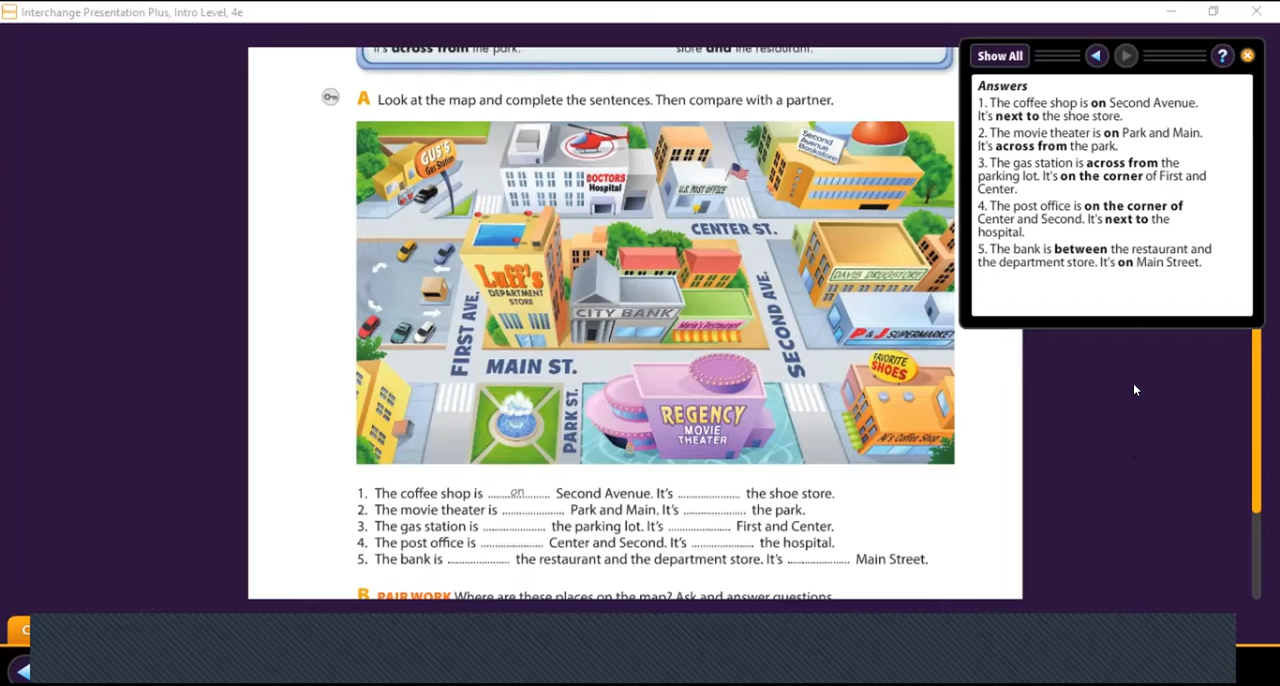 Interchange Presentation Plus, Intro Level, 4e
It's across from the park. store and the restaurant.
A Look at the map and complete the sentences. Then compare with a partner.
GUS'S
Gas Station
DOCTORS
Hospital
U.S. POST OFFICE
Second
Avenue
Bookstore
CENTER ST.
Luff's
DEPARTMENT
STORE
CITY BANK
Maria's Restaurant
DAVIS DRUGSTORE
P & J SUPERMARKET
FIRST AVE.
SECOND AVE.
MAIN ST.
PARK ST.
REGENCY
MOVIE
THEATER
FAVORITE
SHOES
Al's Coffee Shop
1. The coffee shop is ....on.... Second Avenue. It's .................. the shoe store.
2. The movie theater is .................. Park and Main. It's .................. the park.
3. The gas station is .................. the parking lot. It's .................. First and Center.
4. The post office is .................. Center and Second. It's .................. the hospital.
5. The bank is .................. the restaurant and the department store. It's .................. Main Street.
B PAIR WORK Where are these places on the map? Ask and answer questions.
Show All
?
Answers
1. The coffee shop is on Second Avenue.
It's next to the shoe store.
2. The movie theater is on Park and Main.
It's across from the park.
3. The gas station is across from the
parking lot. It's on the corner of First and
Center.
4. The post office is on the corner of
Center and Second. It's next to the
hospital.
5. The bank is between the restaurant and
the department store. It's on Main Street.